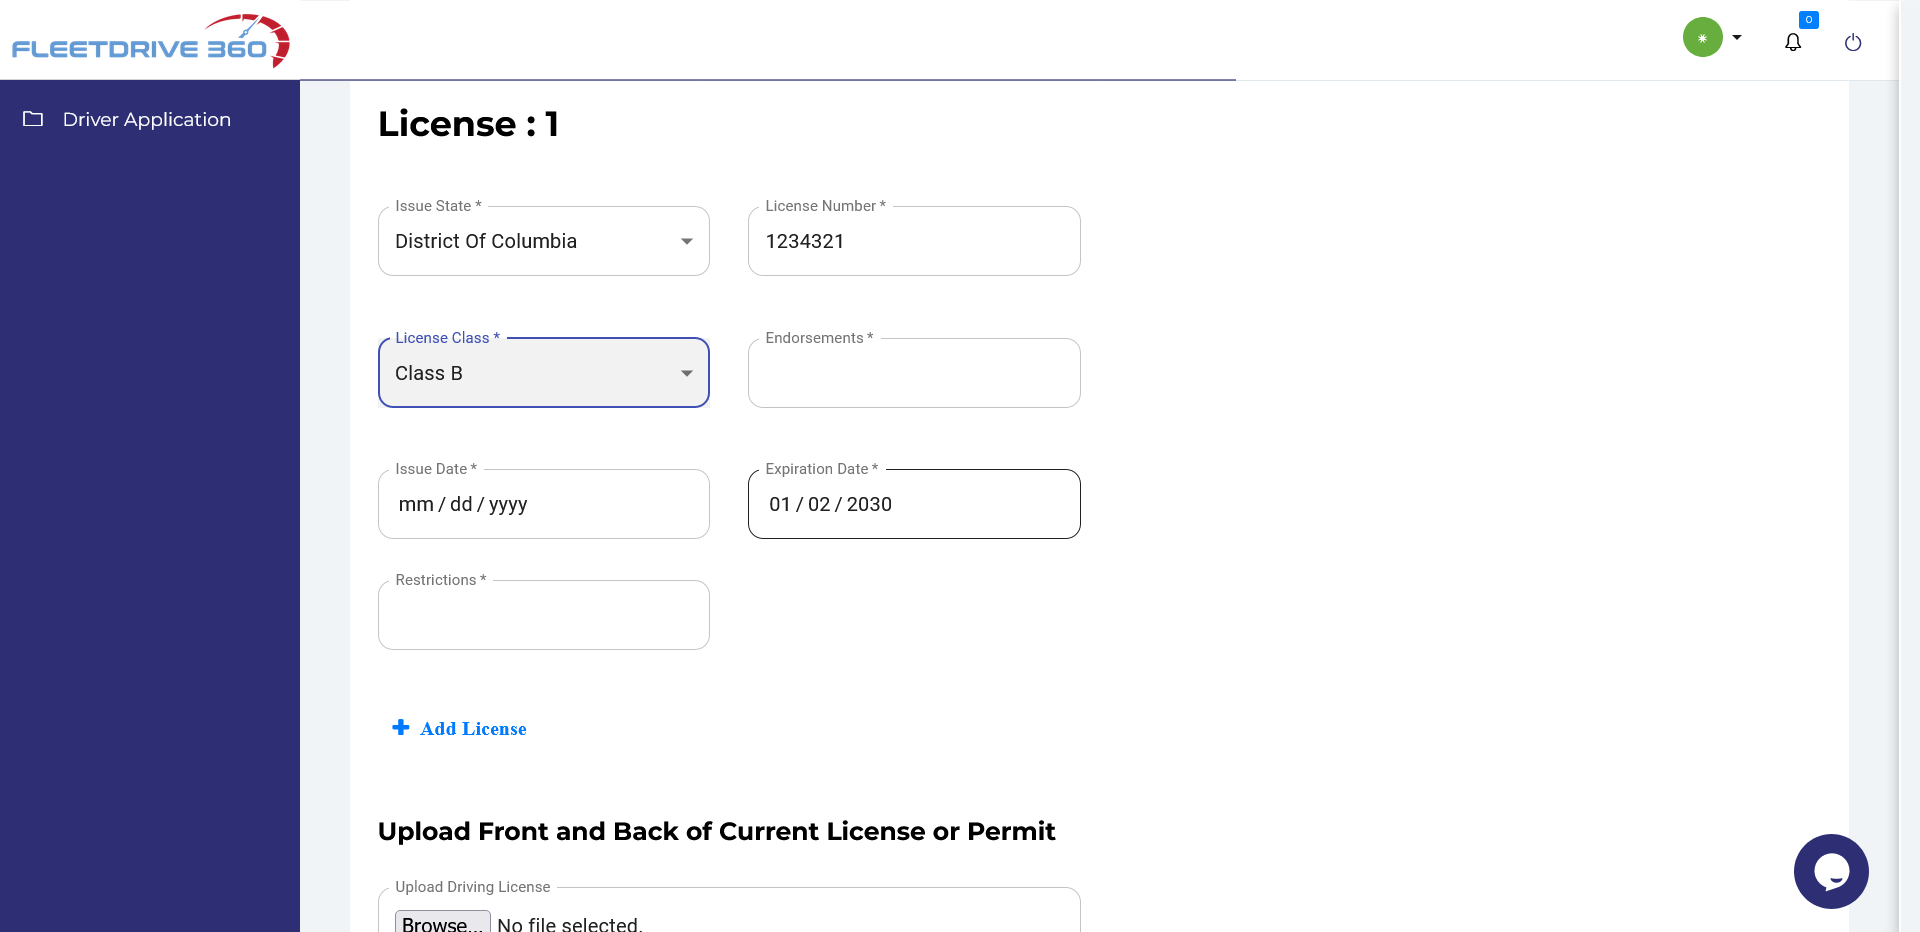 FLEETDRIVE 360
0
Driver Application
License : 1
Issue State *
District Of Columbia
License Number *
1234321
License Class *
Class B
Endorsements *
Issue Date *
mm / dd / yyyy
Expiration Date *
01 / 02 / 2030
Restrictions *
Add License
Upload Front and Back of Current License or Permit
Upload Driving License
Browse... No file selected.